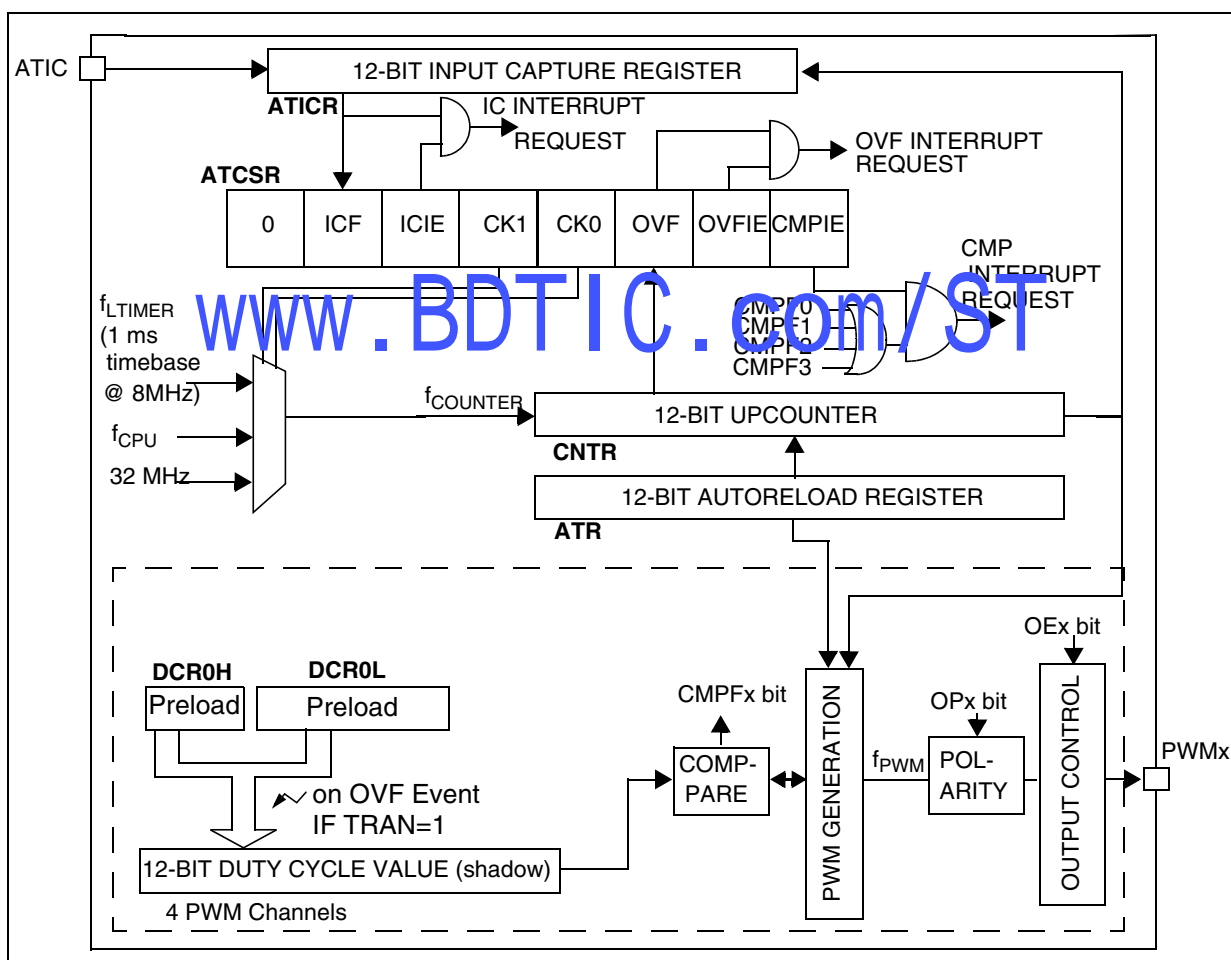 ATIC
12-BIT INPUT CAPTURE REGISTER
ATICR
IC INTERRUPT
REQUEST
OVF INTERRUPT
REQUEST
ATCSR
0 ICF ICIE CK1 CK0 OVF OVFIE CMPIE
CMP
INTERRUPT
REQUEST
www.BDTIC.com/ST
CMPF0
CMPF1
CMPF2
CMPF3
fLTIMER
(1 ms
timebase
@ 8MHz)
fCPU
32 MHz
fCOUNTER
12-BIT UPCOUNTER
CNTR
12-BIT AUTORELOAD REGISTER
ATR
OEx bit
DCR0H
DCR0L
Preload
Preload
CMPFx bit
OPx bit
COMP-
PARE
PWM GENERATION
fPWM
POL-
ARITY
OUTPUT CONTROL
PWMx
on OVF Event
IF TRAN=1
12-BIT DUTY CYCLE VALUE (shadow)
4 PWM Channels